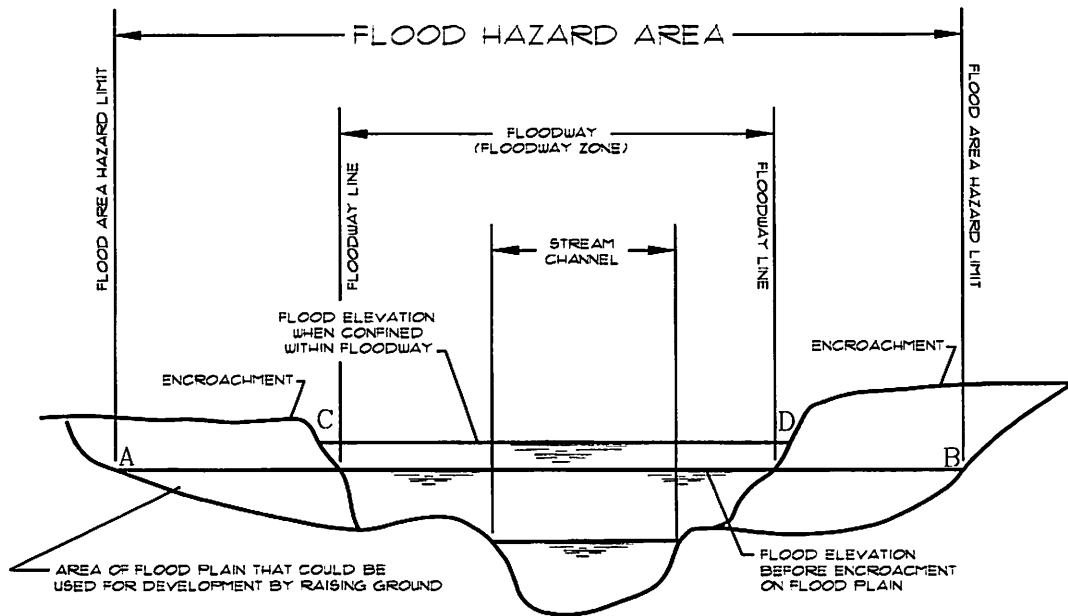 FLOOD HAZARD AREA
FLOOD AREA HAZARD LIMIT
FLOODWAY LINE
FLOODWAY
(FLOODWAY ZONE)
FLOODWAY LINE
FLOOD AREA HAZARD LIMIT
STREAM
CHANNEL
FLOOD ELEVATION
WHEN CONFINED
WITHIN FLOODWAY
ENCROACHMENT
ENCROACHMENT
C
D
A
B
AREA OF FLOOD PLAIN THAT COULD BE
USED FOR DEVELOPMENT BY RAISING GROUND
FLOOD ELEVATION
BEFORE ENCROACHMENT
ON FLOOD PLAIN